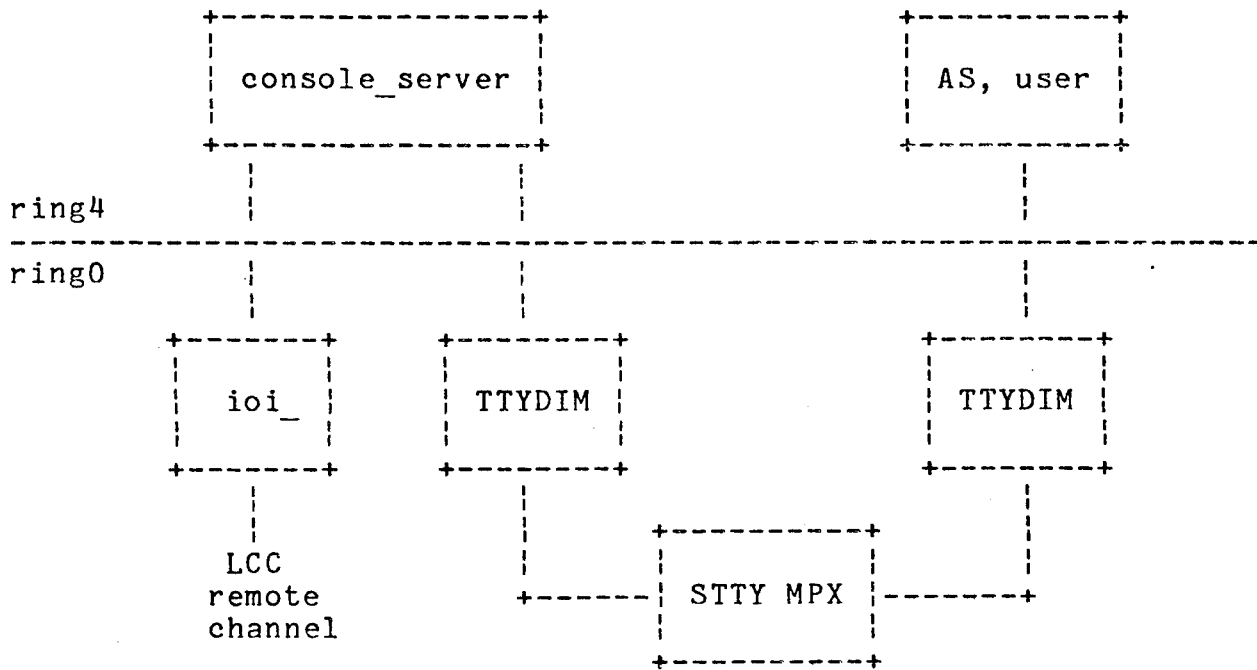 console_server AS, user
ring4
ring0
ioi_ TTYDIM TTYDIM
LCC
remote STTY MPX
channel